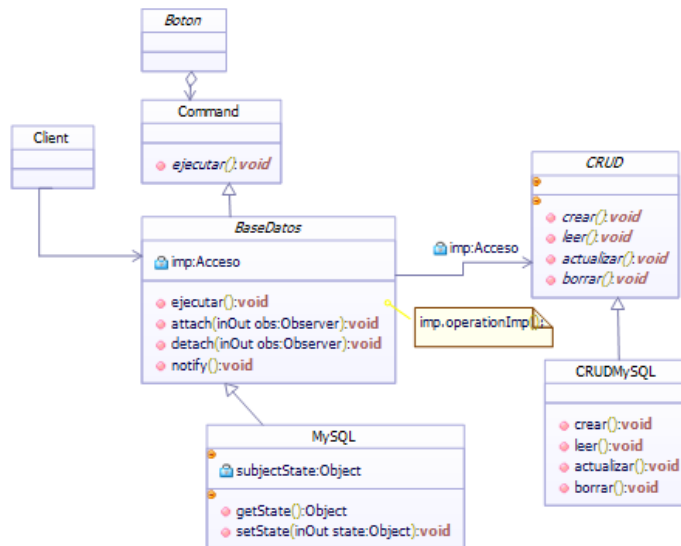 Boton
Command
ejecutar():void
Client
BaseDatos
imp:Acceso
ejecutar():void
attach(inOut obs:Observer):void
detach(inOut obs:Observer):void
notify():void
imp:Acceso
imp.operationImp();
CRUD
crear():void
leer():void
actualizar():void
borrar():void
CRUDMySQL
crear():void
leer():void
actualizar():void
borrar():void
MySQL
subjectState:Object
getState():Object
setState(inOut state:Object):void